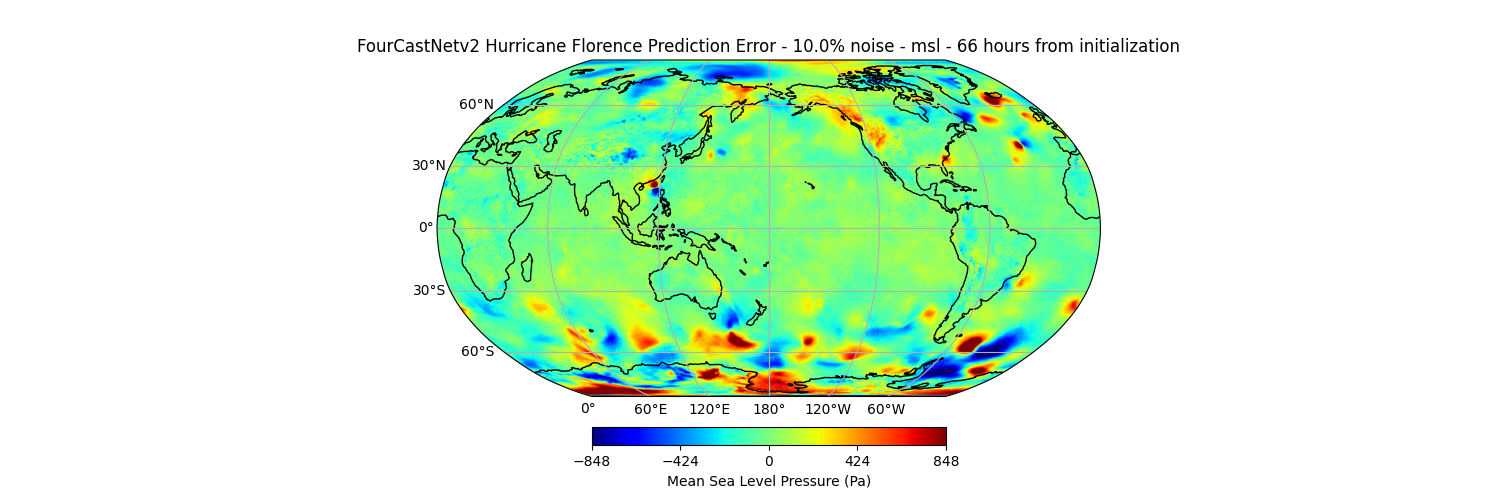 FourCastNetv2 Hurricane Florence Prediction Error - 10.0% noise - msl - 66 hours from initialization
60°N
30°N
0°
30°S
60°S
0° 60°E 120°E 180° 120°W 60°W
−848 −424 0 424 848
Mean Sea Level Pressure (Pa)